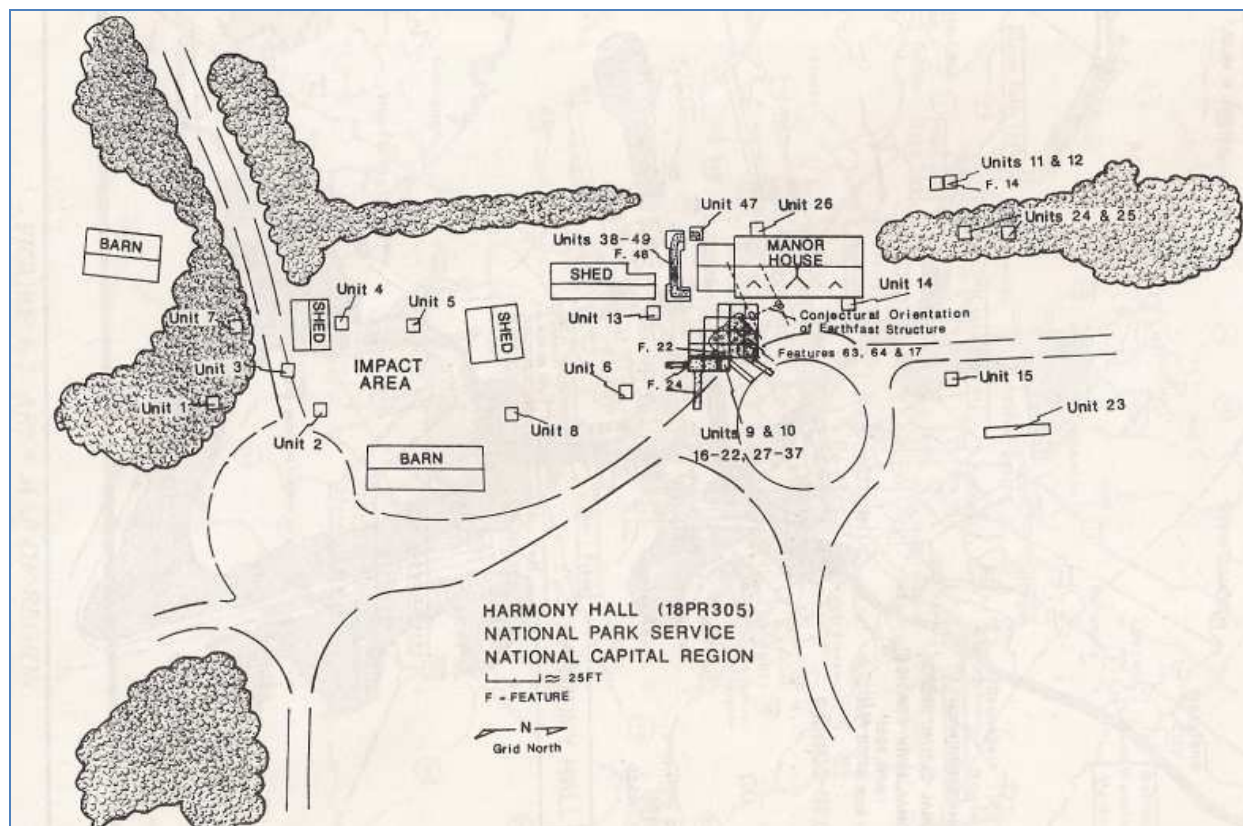 Units 11 & 12
F. 14
Unit 47
Unit 26
Units 24 & 25
BARN
Units 38-49
F. 48
MANOR
HOUSE
SHED
Unit 14
Unit 7
SHED
Unit 4
Unit 5
SHED
Unit 13
Conjectural Orientation
of Earthfast Structure
F. 22
Features 63, 64 & 17
Unit 3
IMPACT
AREA
Unit 6
F. 24
Unit 15
Unit 1
Unit 2
Unit 8
Unit 23
Units 9 & 10
16-22, 27-37
BARN
HARMONY HALL (18PR305)
NATIONAL PARK SERVICE
NATIONAL CAPITAL REGION
≈ 25FT
F - FEATURE
N
Grid North